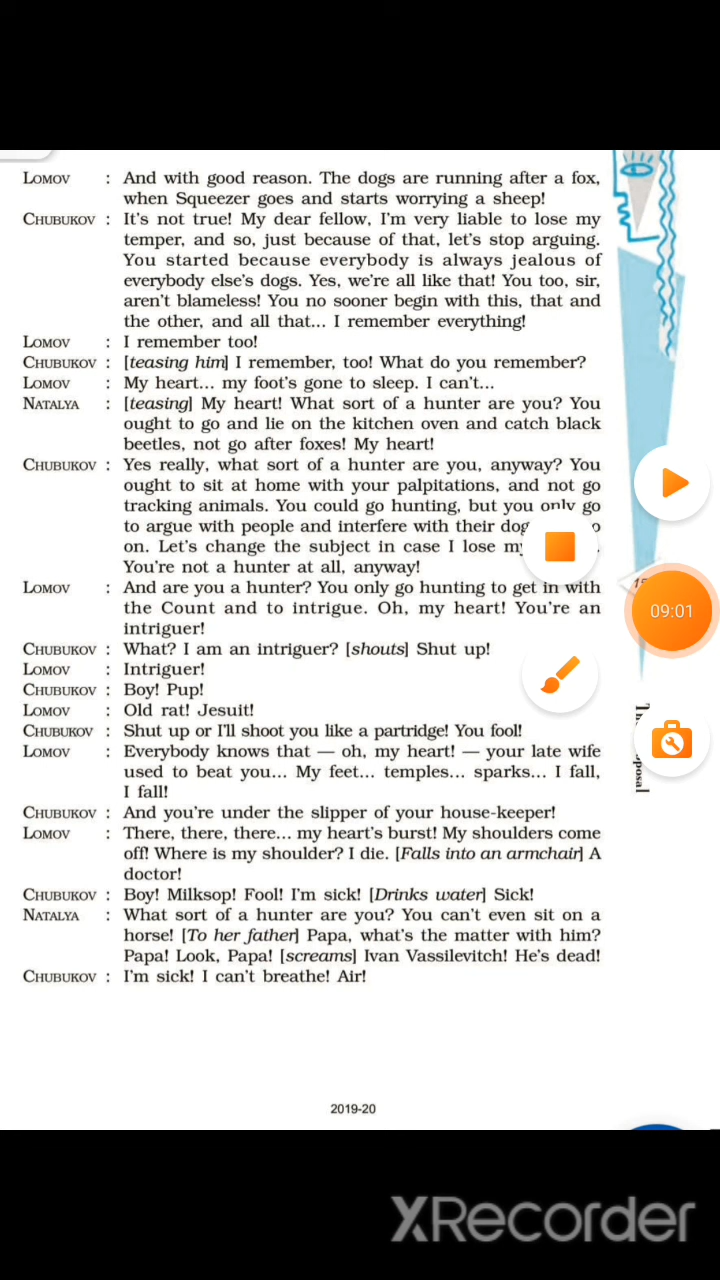 LOMOV : And with good reason. The dogs are running after a fox,
when Squeezer goes and starts worrying a sheep!
CHUBUKOV : It's not true! My dear fellow, I'm very liable to lose my
temper, and so, just because of that, let's stop arguing.
You started because everybody is always jealous of
everybody else's dogs. Yes, we're all like that! You too, sir,
aren't blameless! You no sooner begin with this, that and
the other, and all that... I remember everything!
LOMOV : I remember too!
CHUBUKOV : [teasing him] I remember, too! What do you remember?
LOMOV : My heart... my foot's gone to sleep. I can't...
NATALYA : [teasing] My heart! What sort of a hunter are you? You
ought to go and lie on the kitchen oven and catch black
beetles, not go after foxes! My heart!
CHUBUKOV : Yes really, what sort of a hunter are you, anyway? You
ought to sit at home with your palpitations, and not go
tracking animals. You could go hunting, but you only go
to argue with people and interfere with their
on. Let's change the subject in case I lose
You're not a hunter at all, anyway!
LOMOV : And are you a hunter? You only go hunting to get in with
the Count and to intrigue. Oh, my heart! You're an
intriguer!
CHUBUKOV : What? I am an intriguer? [shouts] Shut up!
LOMOV : Intriguer!
CHUBUKOV : Boy! Pup!
LOMOV : Old rat! Jesuit!
CHUBUKOV : Shut up or I'll shoot you like a partridge! You fool!
LOMOV : Everybody knows that — oh, my heart! — your late wife
used to beat you... My feet... temples... sparks... I fall,
I fall!
CHUBUKOV : And you're under the slipper of your house-keeper!
LOMOV : There, there, there... my heart's burst! My shoulders come
off! Where is my shoulder? I die. [Falls into an armchair] A
doctor!
CHUBUKOV : Boy! Milksop! Fool! I'm sick! [Drinks water] Sick!
NATALYA : What sort of a hunter are you? You can't even sit on a
horse! [To her father] Papa, what's the matter with him?
Papa! Look, Papa! [screams] Ivan Vassilevitch! He's dead!
CHUBUKOV : I'm sick! I can't breathe! Air!
09:01
2019-20
XRecorder